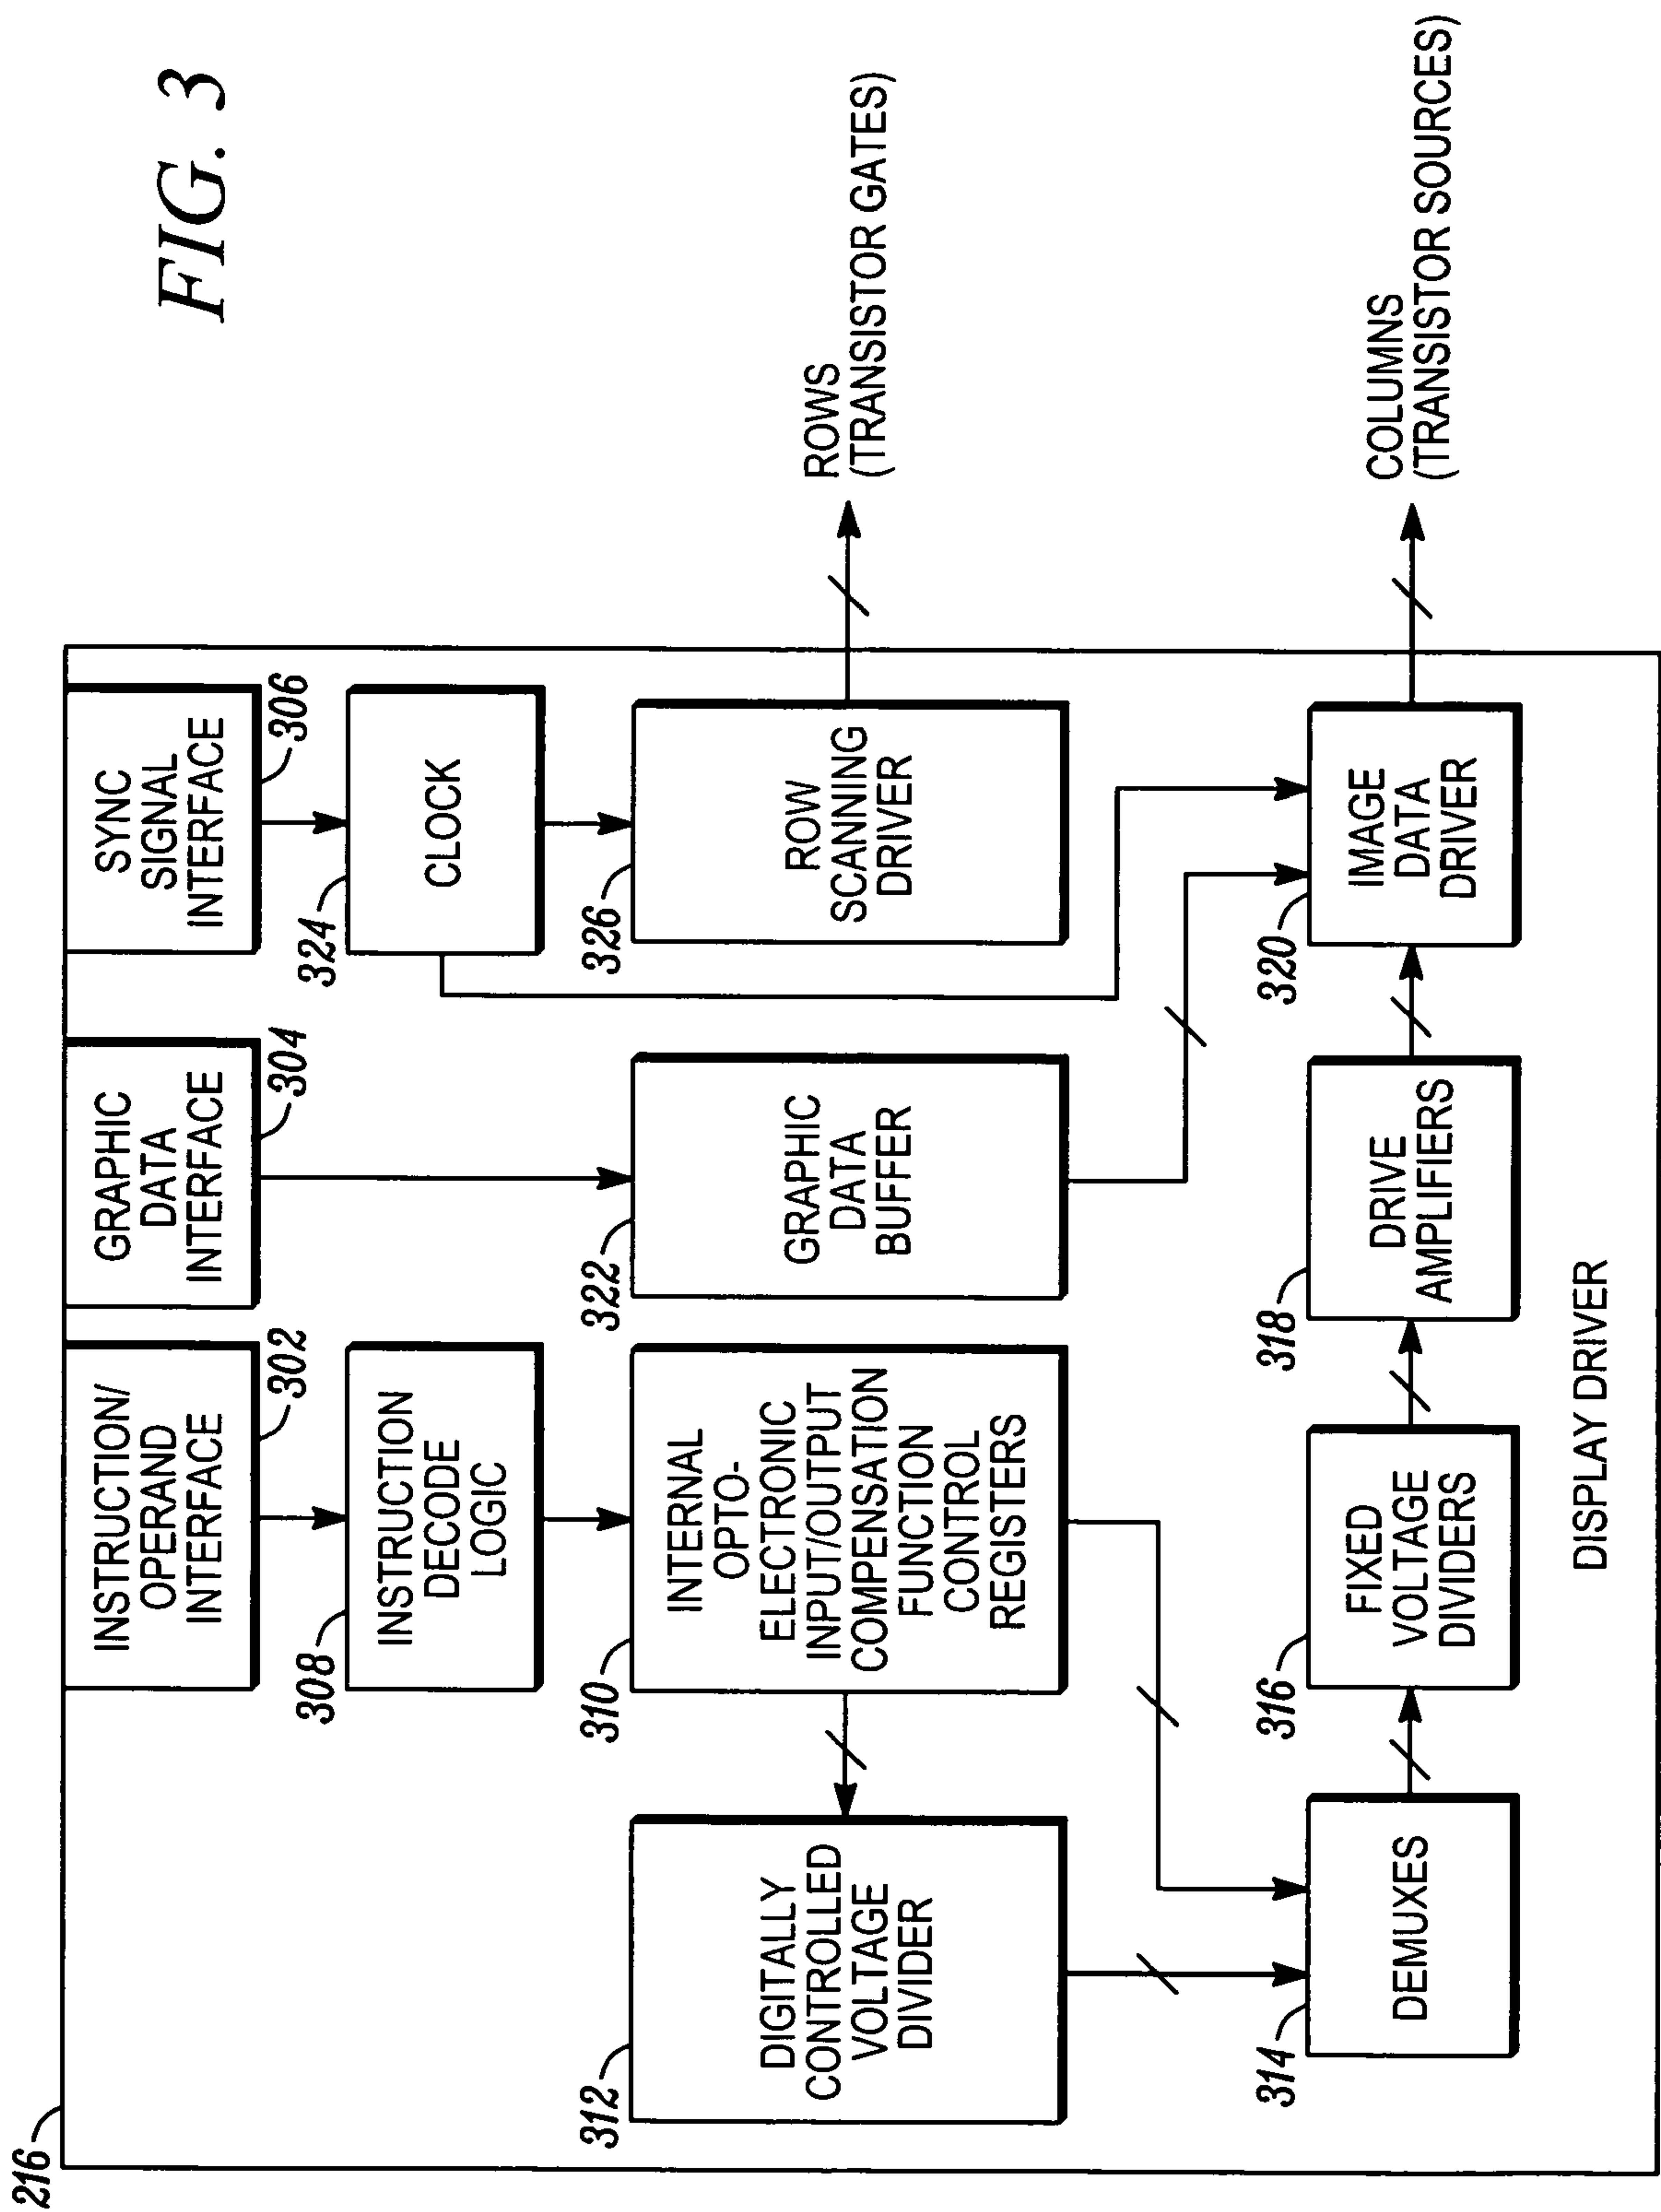 FIG. 3
216
INSTRUCTION/
OPERAND
INTERFACE
302
GRAPHIC
DATA
INTERFACE
304
SYNC
SIGNAL
INTERFACE
306
308
INSTRUCTION
DECODE
LOGIC
324
CLOCK
312
DIGITALLY
CONTROLLED
VOLTAGE
DIVIDER
310
INTERNAL
OPTO-
ELECTRONIC
INPUT/OUTPUT
COMPENSATION
FUNCTION
CONTROL
REGISTERS
322
GRAPHIC
DATA
BUFFER
326
ROW
SCANNING
DRIVER
ROWS
(TRANSISTOR GATES)
314
DEMUXES
316
FIXED
VOLTAGE
DIVIDERS
318
DRIVE
AMPLIFIERS
320
IMAGE
DATA
DRIVER
COLUMNS
(TRANSISTOR SOURCES)
DISPLAY DRIVER